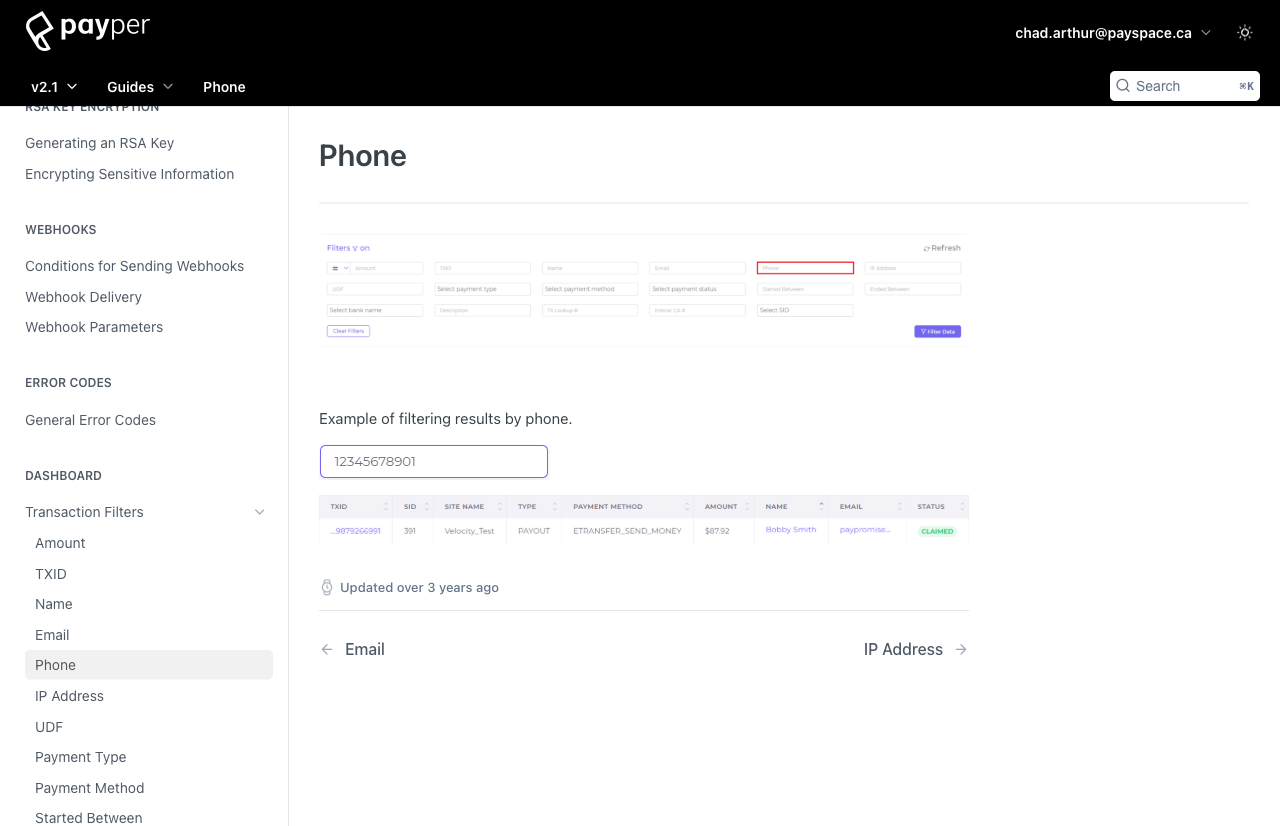 payper
chad.arthur@payspace.ca
v2.1 Guides Phone
Search ⌘K
RSA KEY ENCRYPTION
Generating an RSA Key
Encrypting Sensitive Information
WEBHOOKS
Conditions for Sending Webhooks
Webhook Delivery
Webhook Parameters
ERROR CODES
General Error Codes
DASHBOARD
Transaction Filters
Amount
TXID
Name
Email
Phone
IP Address
UDF
Payment Type
Payment Method
Started Between
Phone
Filters on Refresh
= Amount TXID Name Email Phone IP Address
UDF Select payment type Select payment method Select payment status Started Between Ended Between
Select bank name Description FX Lookup # Interac CA # Select SID
Clear Filters Filter Data
Example of filtering results by phone.
12345678901
TXID SID SITE NAME TYPE PAYMENT METHOD AMOUNT NAME EMAIL STATUS
...9879266991 391 Velocity_Test PAYOUT ETRANSFER_SEND_MONEY $87.92 Bobby Smith paypromise... CLAIMED
Updated over 3 years ago
← Email IP Address →